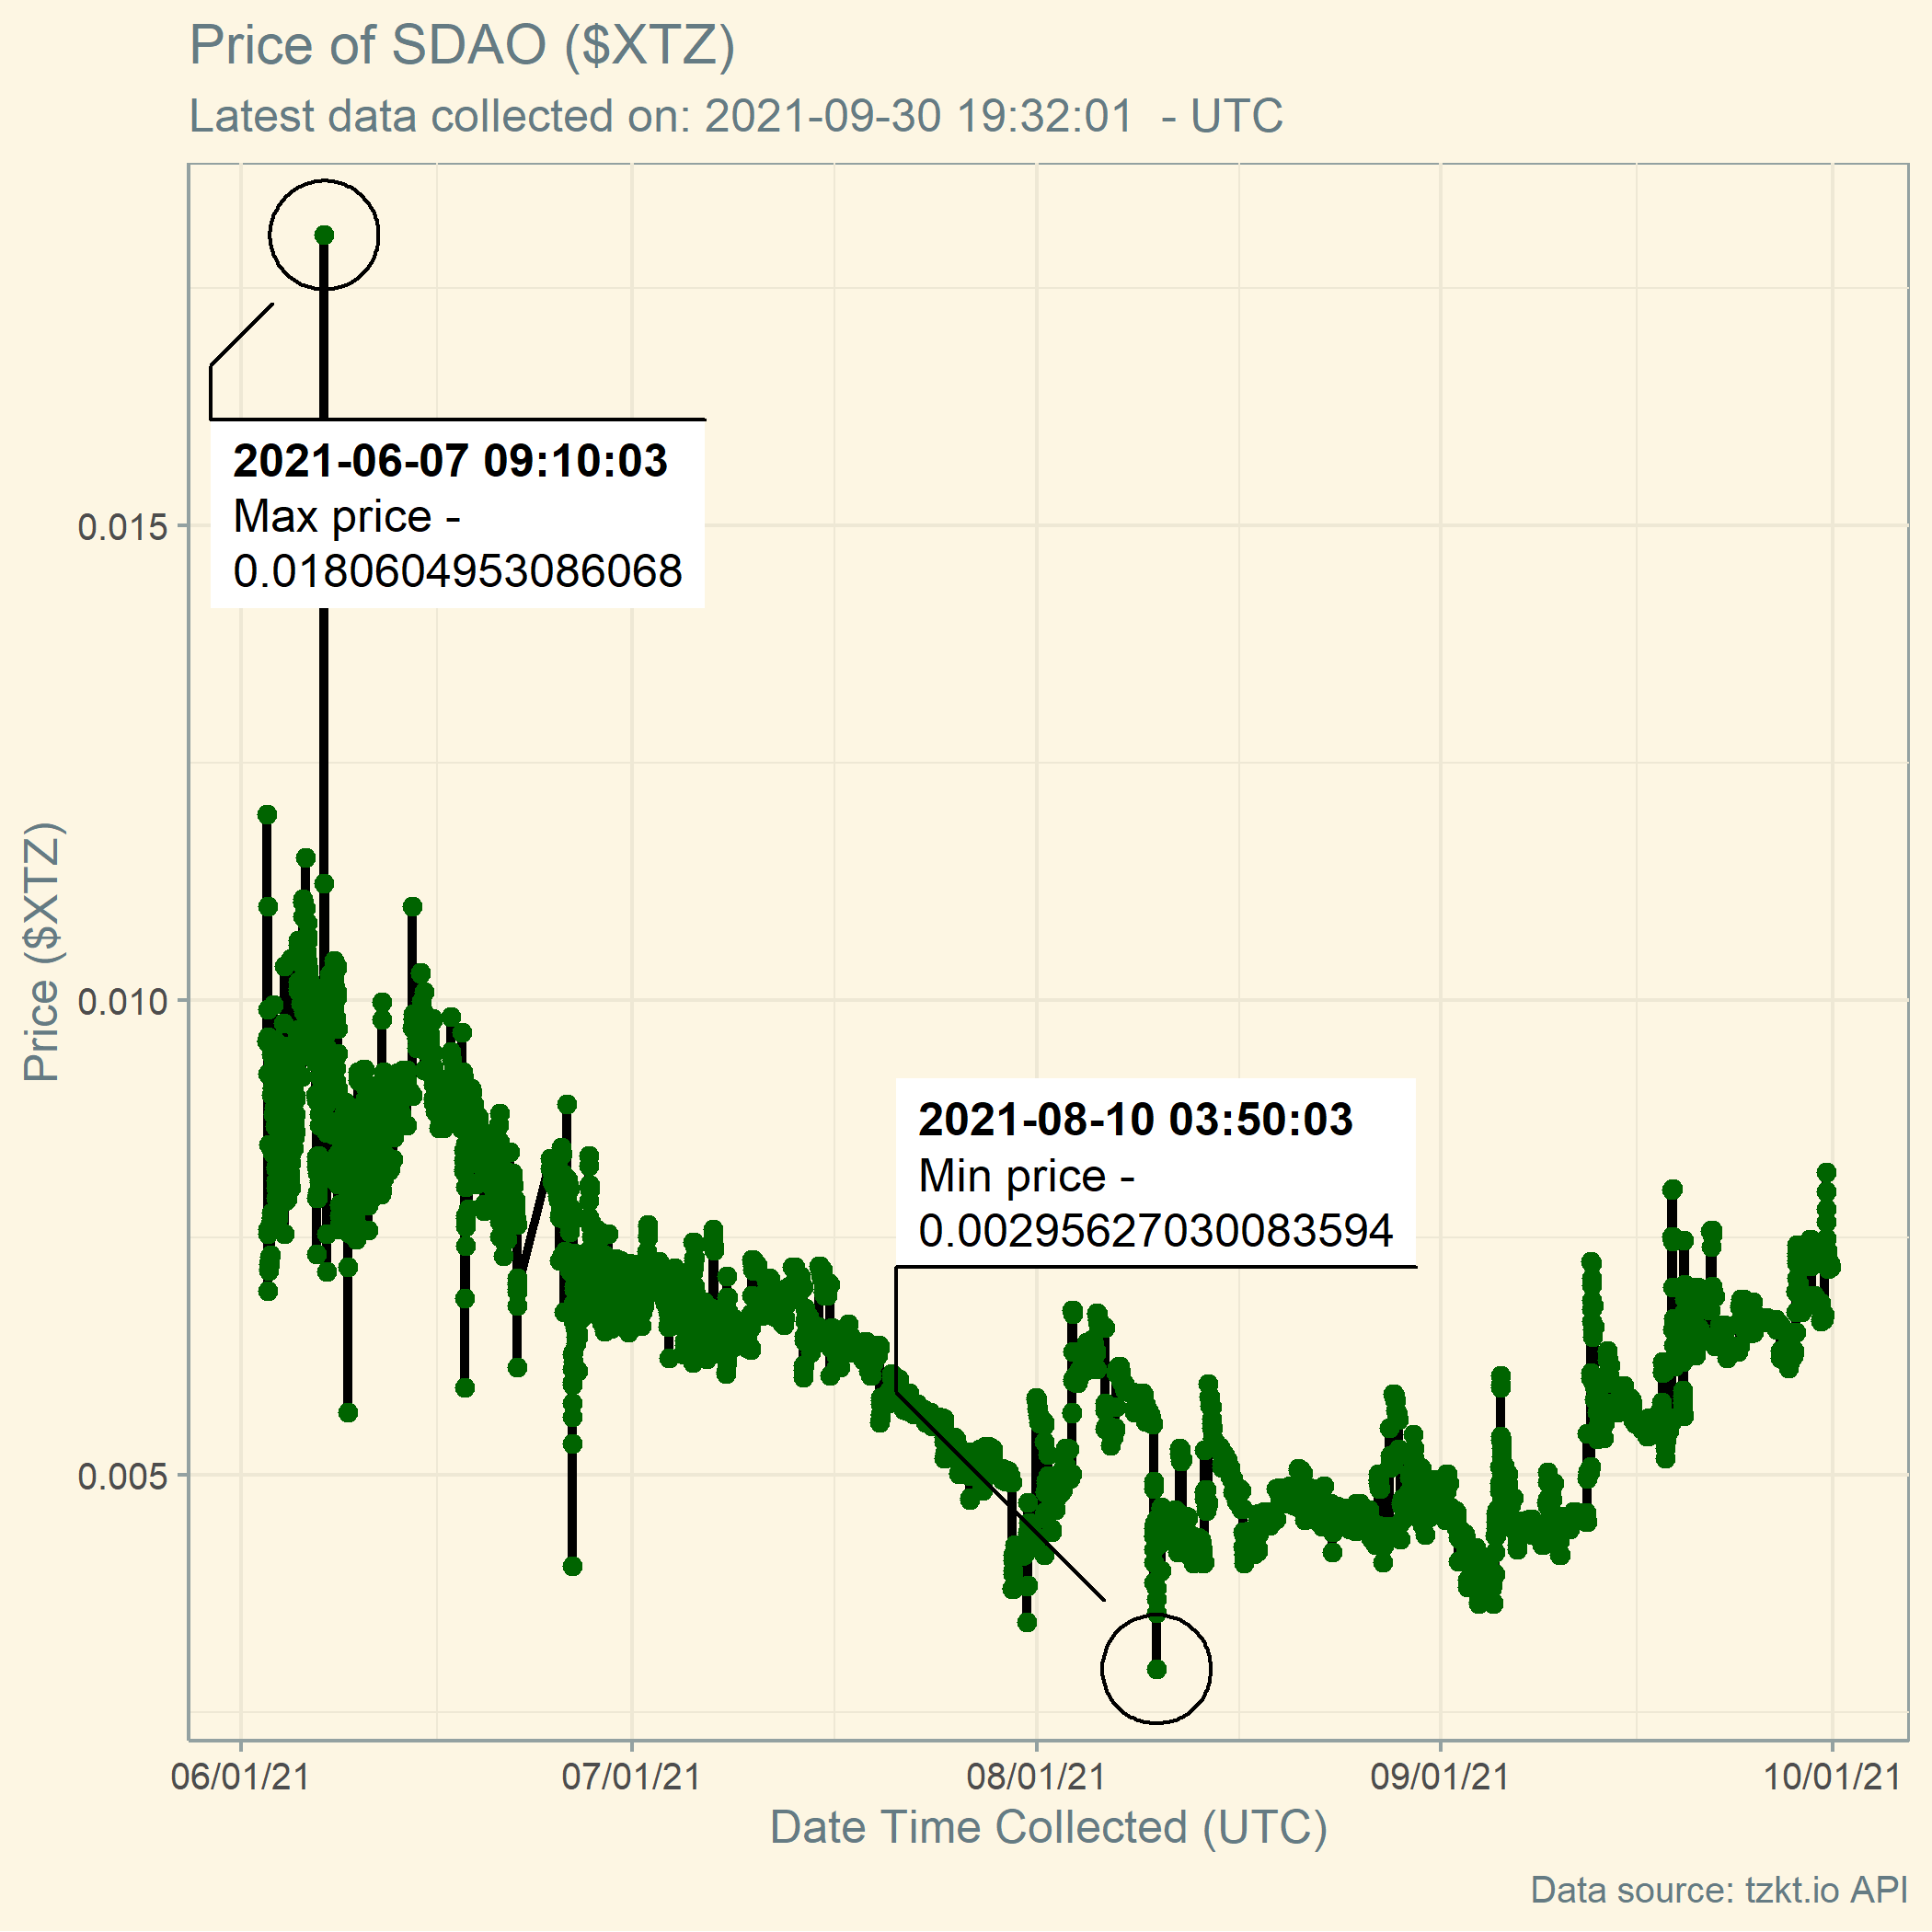 Price of SDAO ($XTZ)
Latest data collected on: 2021-09-30 19:32:01  - UTC
2021-06-07 09:10:03
Max price -
0.0180604953086068
2021-08-10 03:50:03
Min price -
0.00295627030083594
Price ($XTZ)
0.015
0.010
0.005
06/01/21 07/01/21 08/01/21 09/01/21 10/01/21
Date Time Collected (UTC)
Data source: tzkt.io API